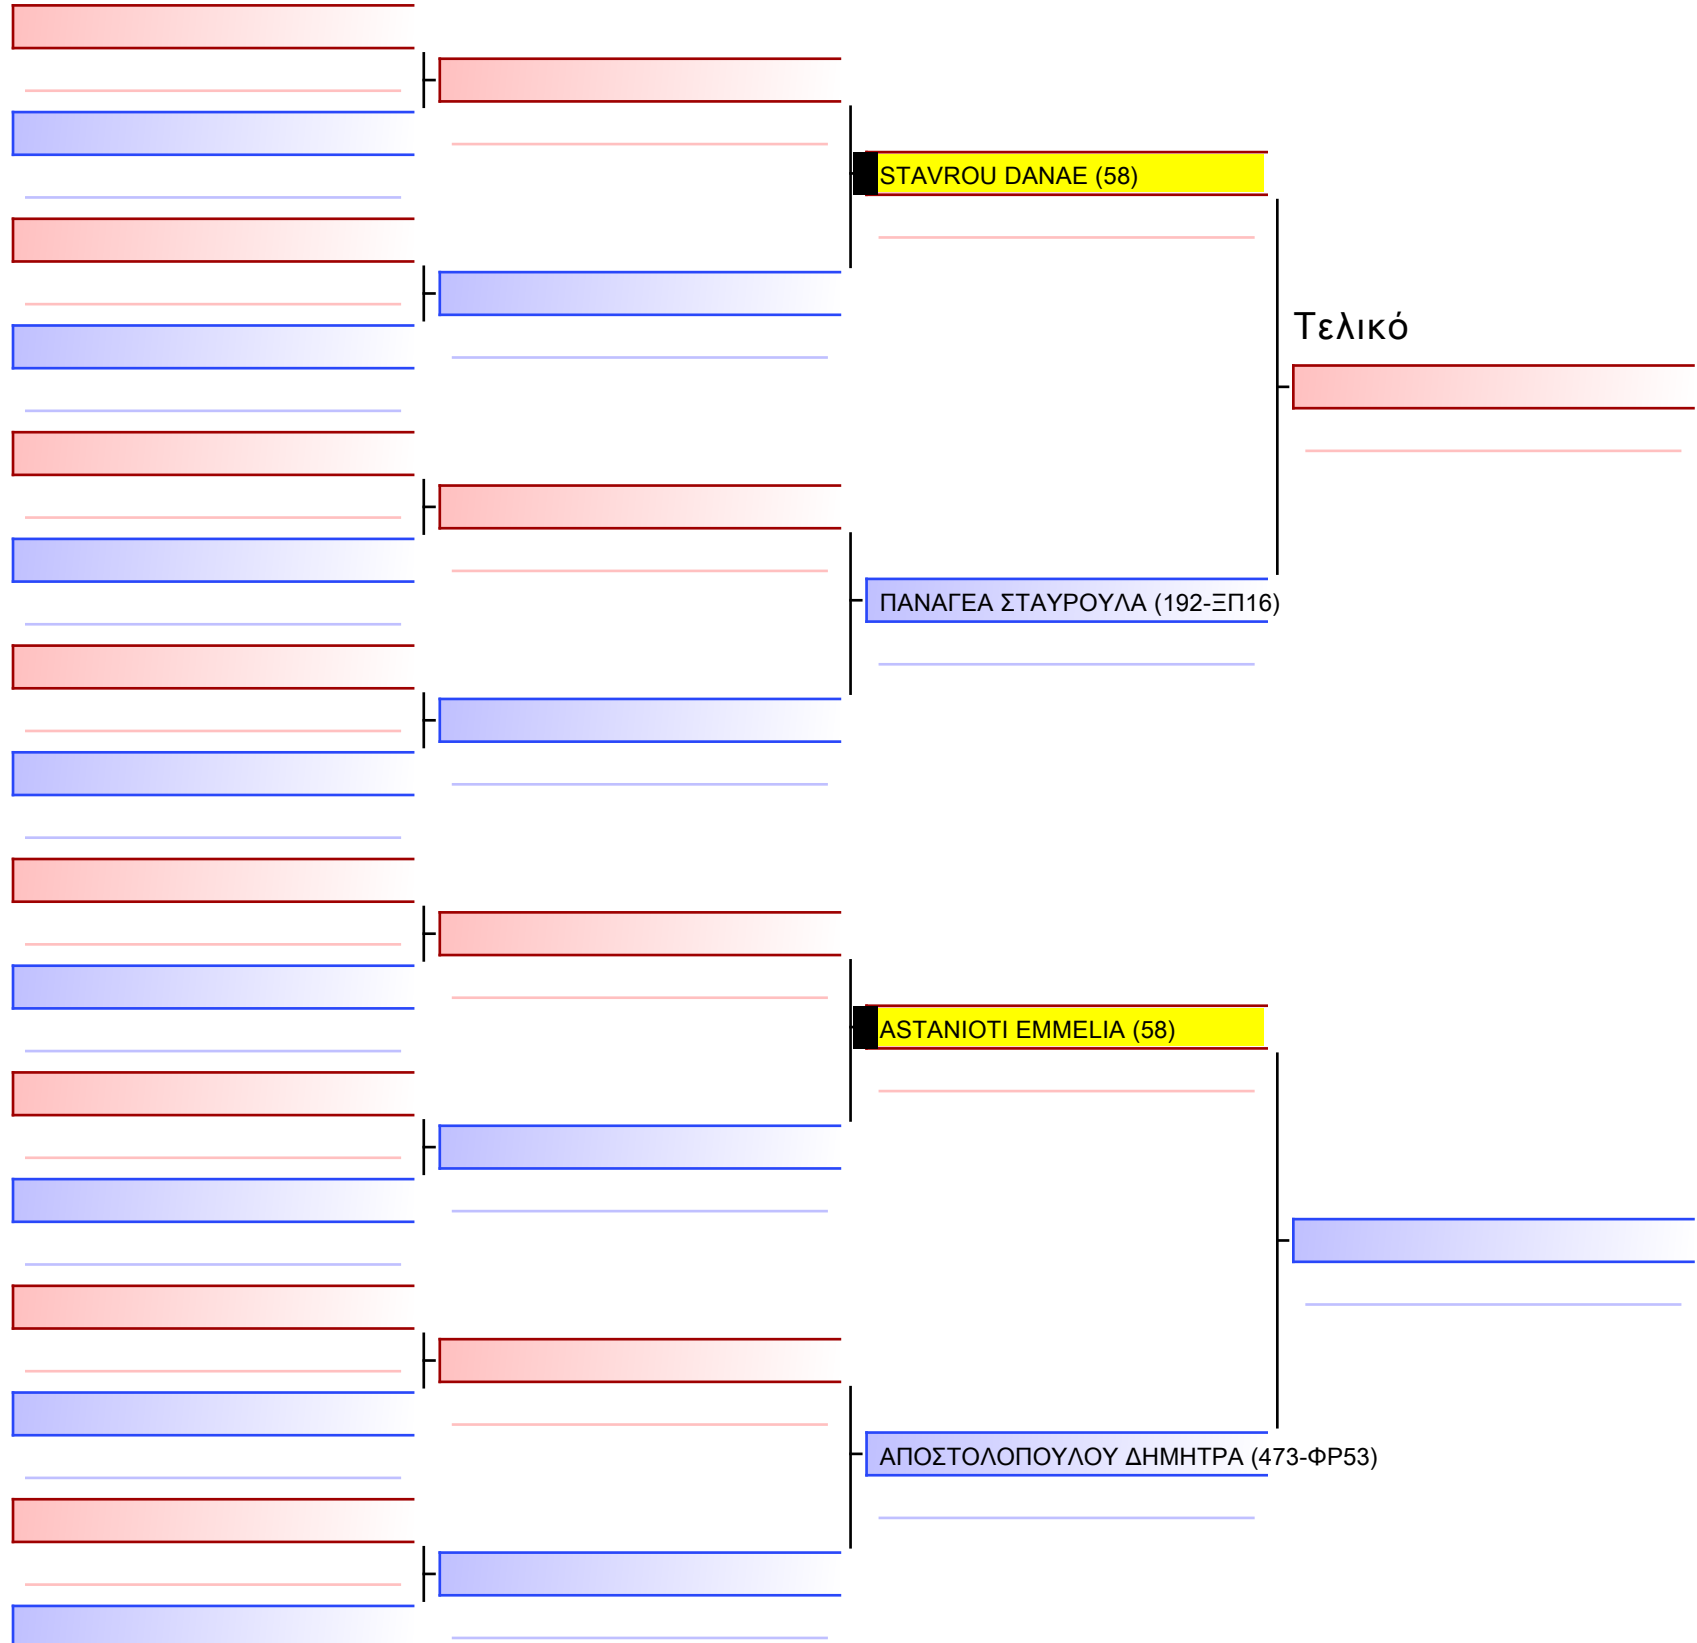 STAVROU DANAE (58)
Τελικό
ΠΑΝΑΓΕΑ ΣΤΑΥΡΟΥΛΑ (192-ΞΠ16)
ASTANIOTI EMMELIA (58)
ΑΠΟΣΤΟΛΟΠΟΥΛΟΥ ΔΗΜΗΤΡΑ (473-ΦΡ53)